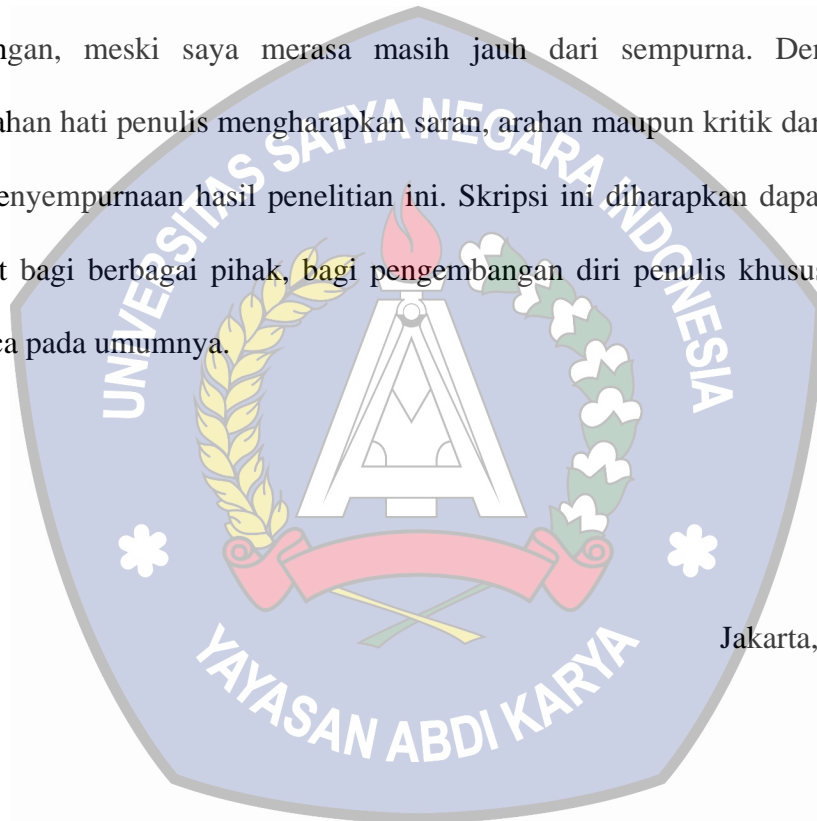 ngan, meski saya merasa masih jauh dari sempurna. Der
ahan hati penulis mengharapkan saran, arahan maupun kritik dar
enyempurnaan hasil penelitian ini. Skripsi ini diharapkan dapa
t bagi berbagai pihak, bagi pengembangan diri penulis khusus
ca pada umumnya.
UNIVERSITAS SATYA NEGARA INDONESIA
Jakarta,
YAYASAN ABDI KARYA